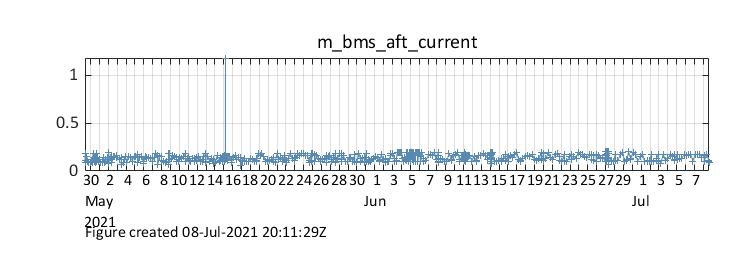 m_bms_aft_current
1
0.5
0
30 2 4 6 8 10 12 14 16 18 20 22 24 26 28 30 1 3 5 7 9 11 13 15 17 19 21 23 25 27 29 1 3 5 7
May Jun Jul
2021
Figure created 08-Jul-2021 20:11:29Z